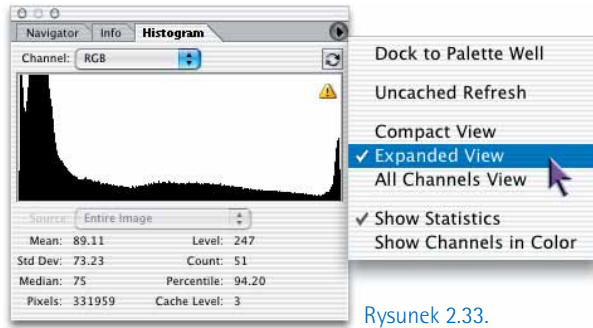 Navigator Info Histogram
Channel: RGB
Source: Entire Image
Mean: 89.11 Level: 247
Std Dev: 73.23 Count: 51
Median: 75 Percentile: 94.20
Pixels: 331959 Cache Level: 3
Dock to Palette Well
Uncached Refresh
Compact View
Expanded View
All Channels View
Show Statistics
Show Channels in Color
Rysunek 2.33.